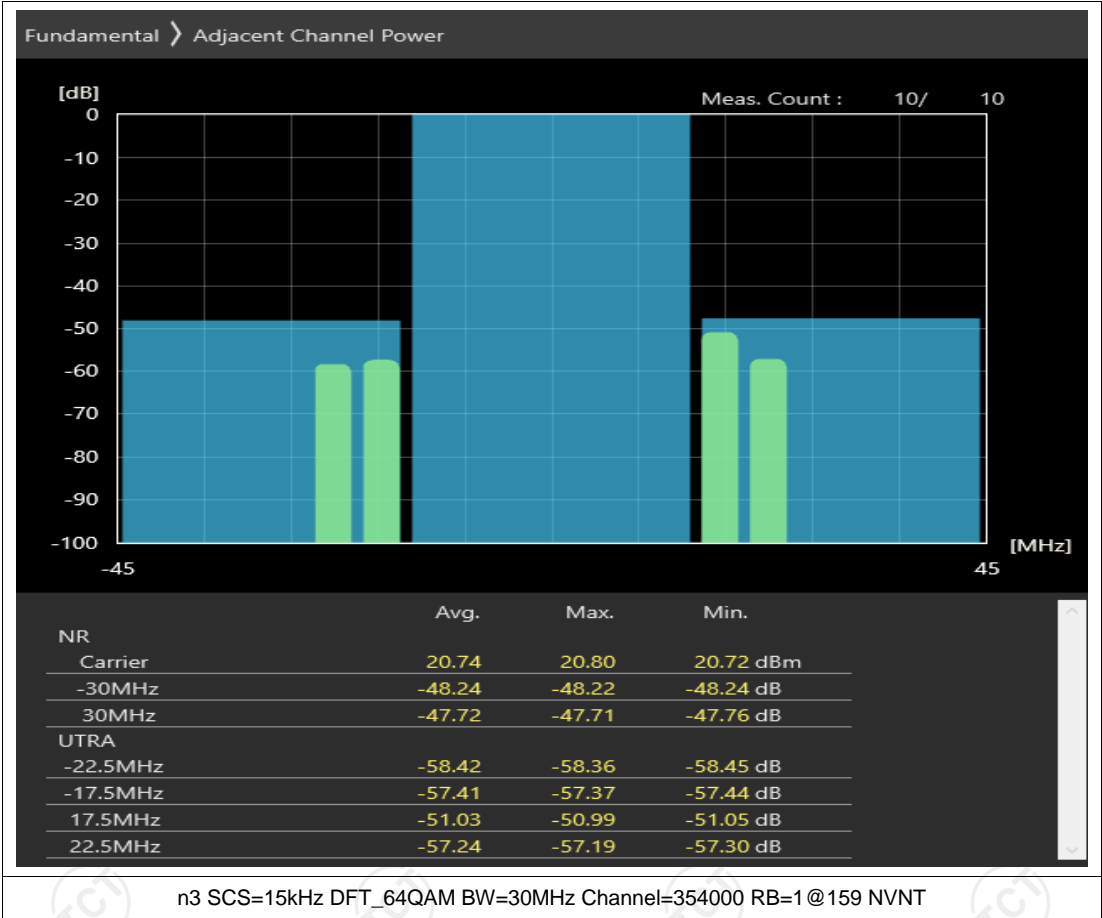 Fundamental ❯ Adjacent Channel Power
[dB]
Meas. Count : 10/ 10
0
-10
-20
-30
-40
-50
-60
-70
-80
-90
-100
[MHz]
-45 45
Avg. Max. Min.
NR
Carrier 20.74 20.80 20.72 dBm
-30MHz -48.24 -48.22 -48.24 dB
30MHz -47.72 -47.71 -47.76 dB
UTRA
-22.5MHz -58.42 -58.36 -58.45 dB
-17.5MHz -57.41 -57.37 -57.44 dB
17.5MHz -51.03 -50.99 -51.05 dB
22.5MHz -57.24 -57.19 -57.30 dB
n3 SCS=15kHz DFT_64QAM BW=30MHz Channel=354000 RB=1@159 NVNT
TCT TCT TCT TCT